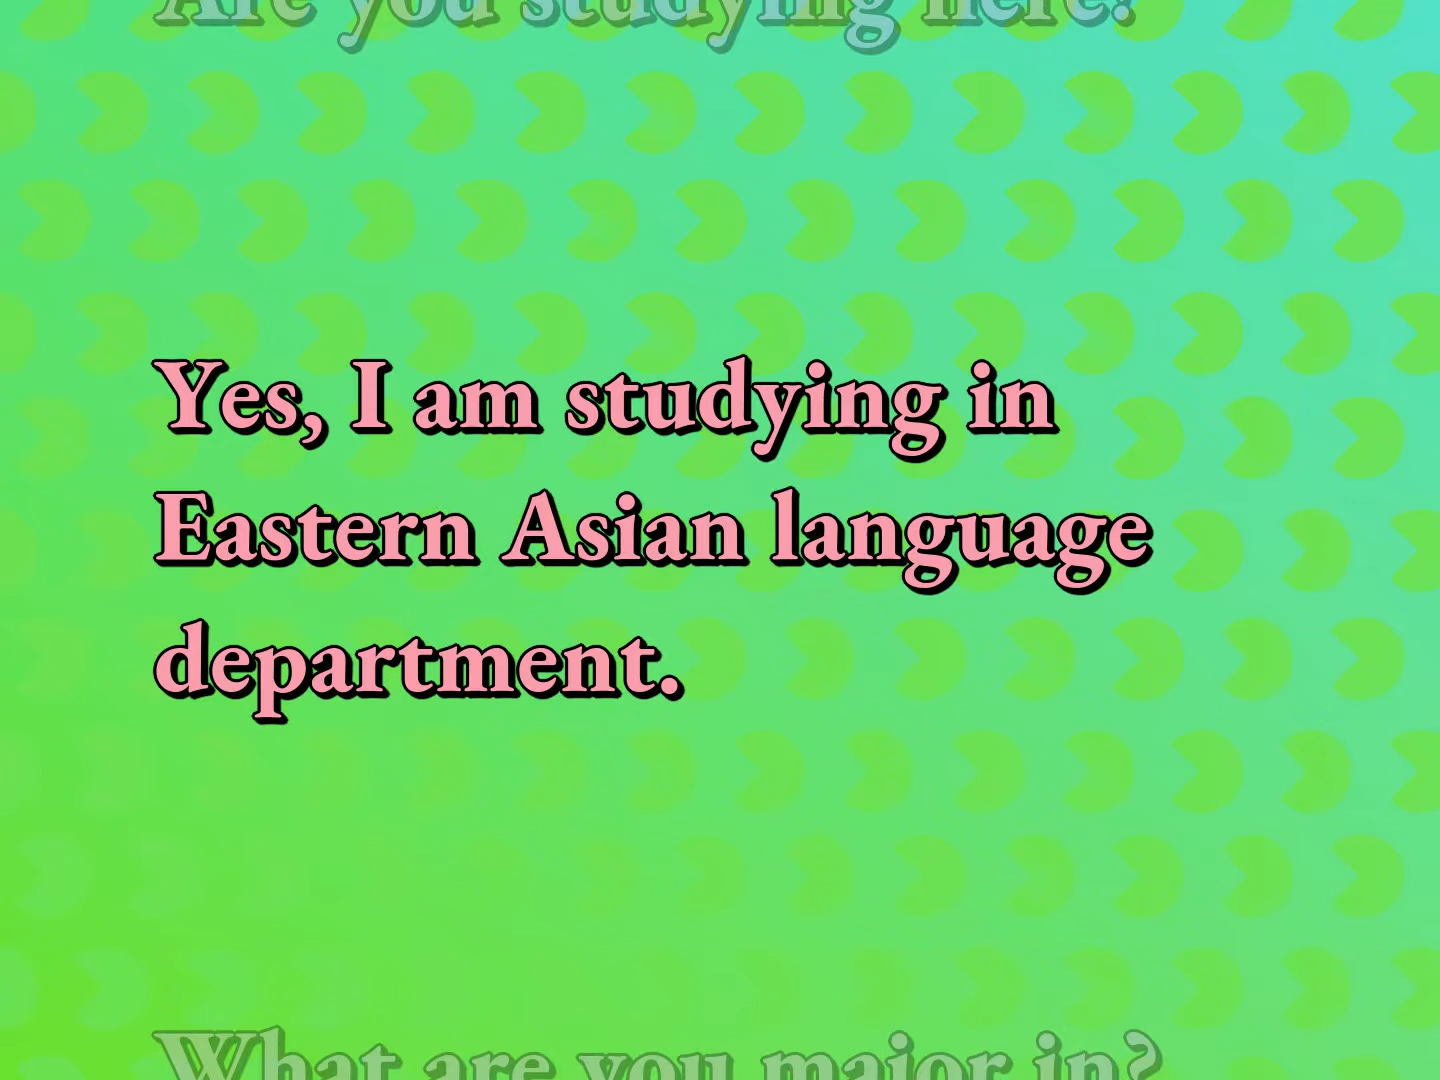 Are you studying here?
Yes, I am studying in
Eastern Asian language
department.
What are you major in?